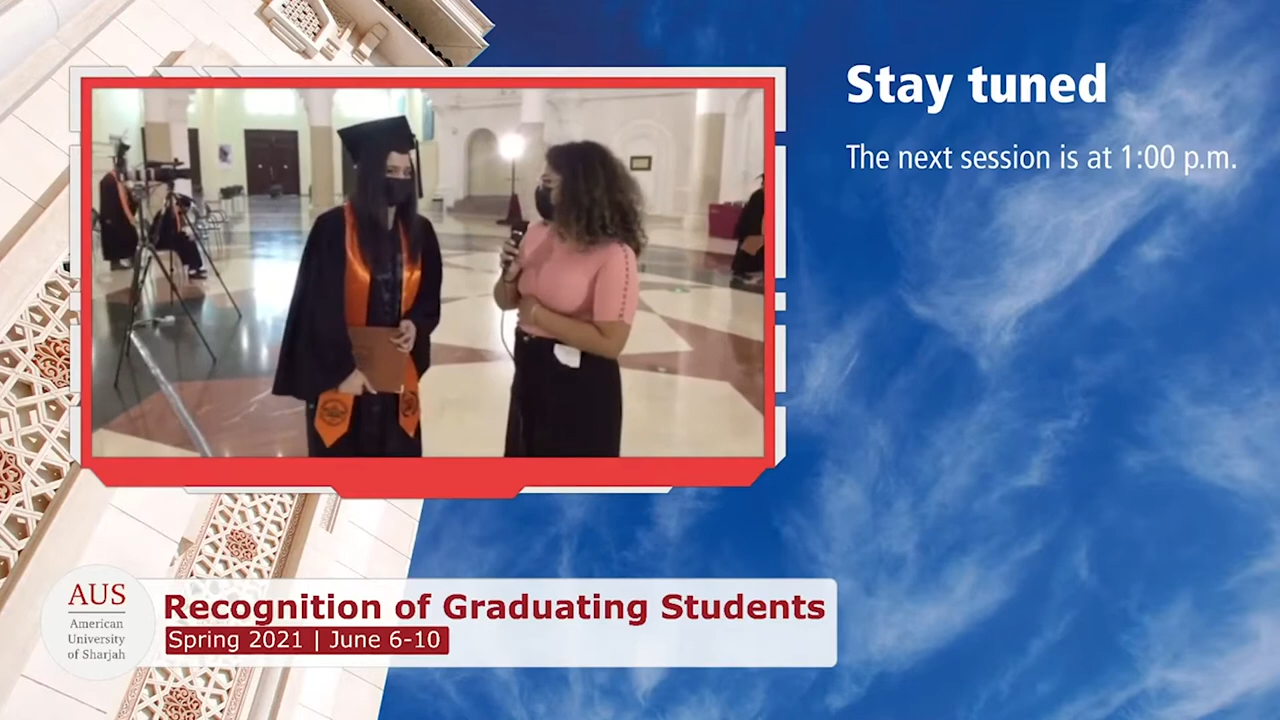 Stay tuned
The next session is at 1:00 p.m.
AUS
American
University
of Sharjah
Recognition of Graduating Students
Spring 2021 | June 6-10